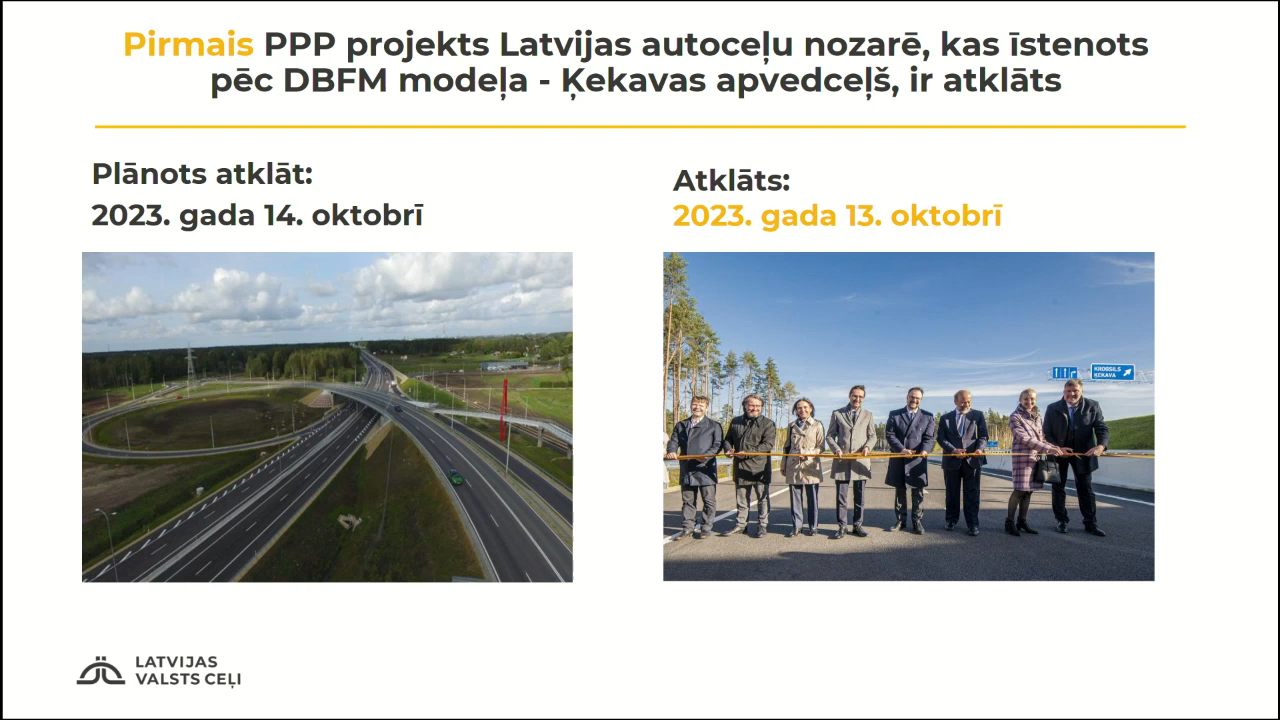 Pirmais PPP projekts Latvijas autoceļu nozarē, kas īstenots
pēc DBFM modeļa - Ķekavas apvedceļš, ir atklāts
Plānots atklāt:
2023. gada 14. oktobrī
Atklāts:
2023. gada 13. oktobrī
KROGSILS
ĶEKAVA
LATVIJAS
VALSTS CEĻI